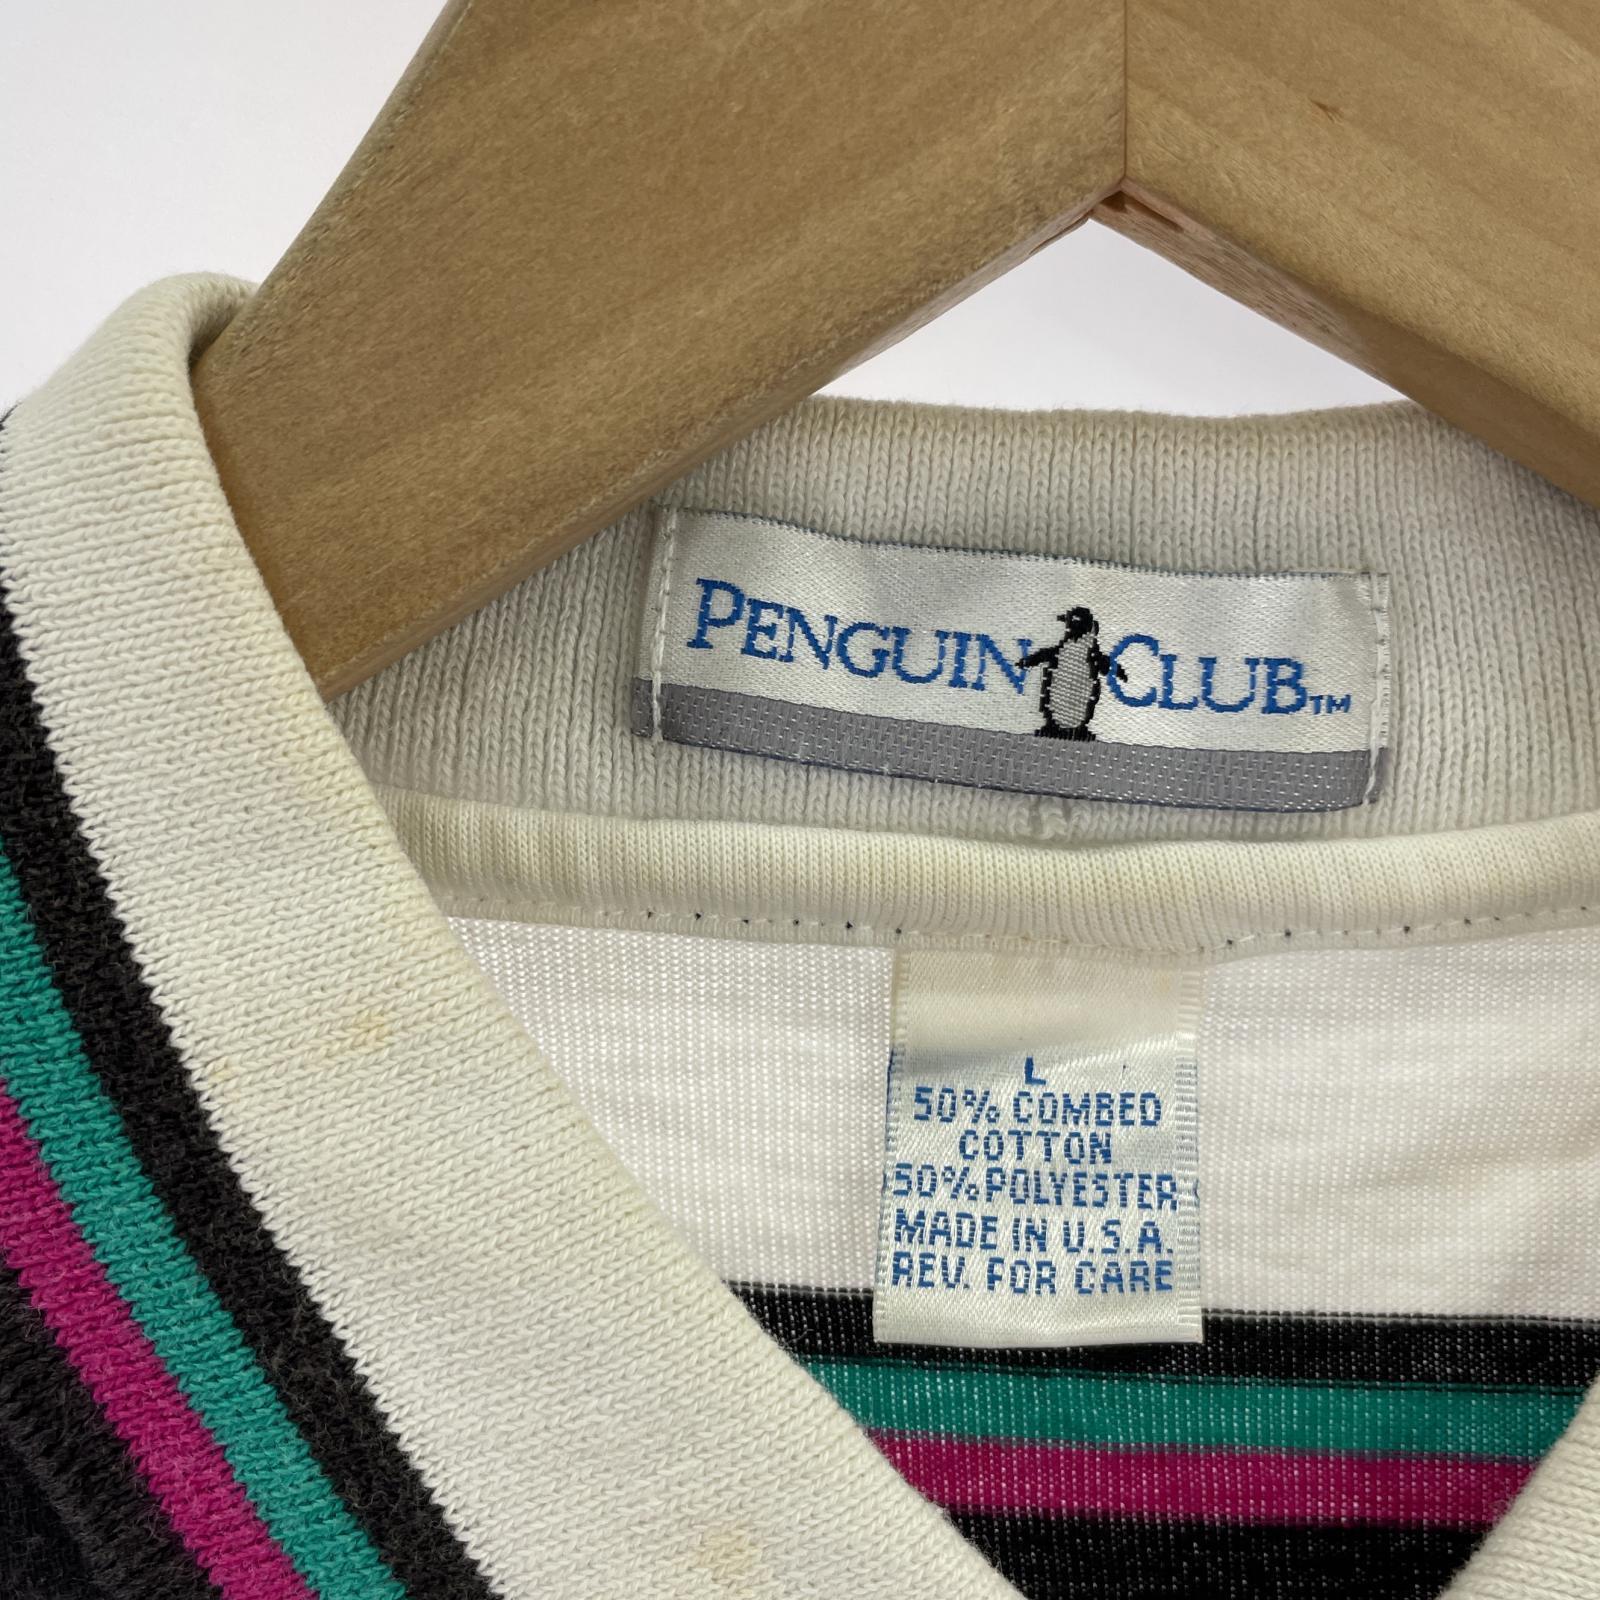 PENGUIN CLUB™
L
50% COMBED
COTTON
50% POLYESTER
MADE IN U.S.A.
REV. FOR CARE